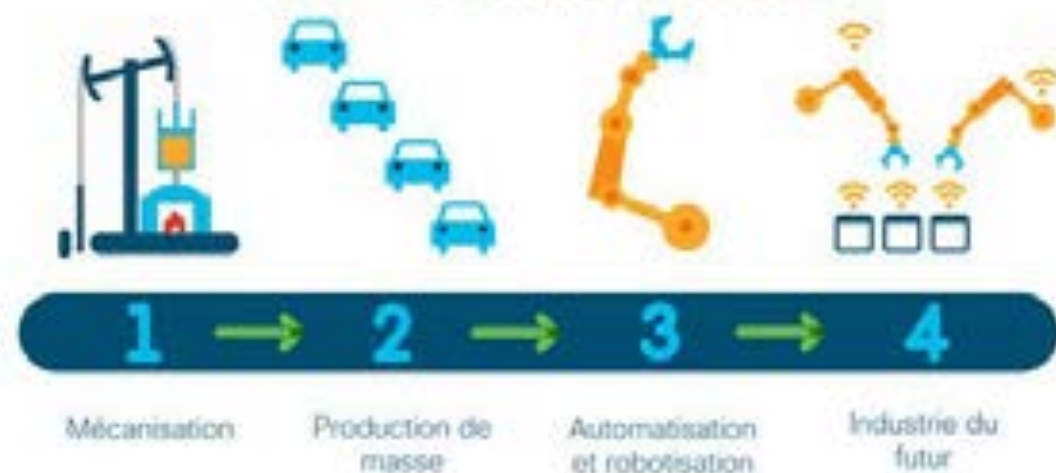 1 2 3 4
Mécanisation
Production de
masse
Automatisation
et robotisation
Industrie du
futur